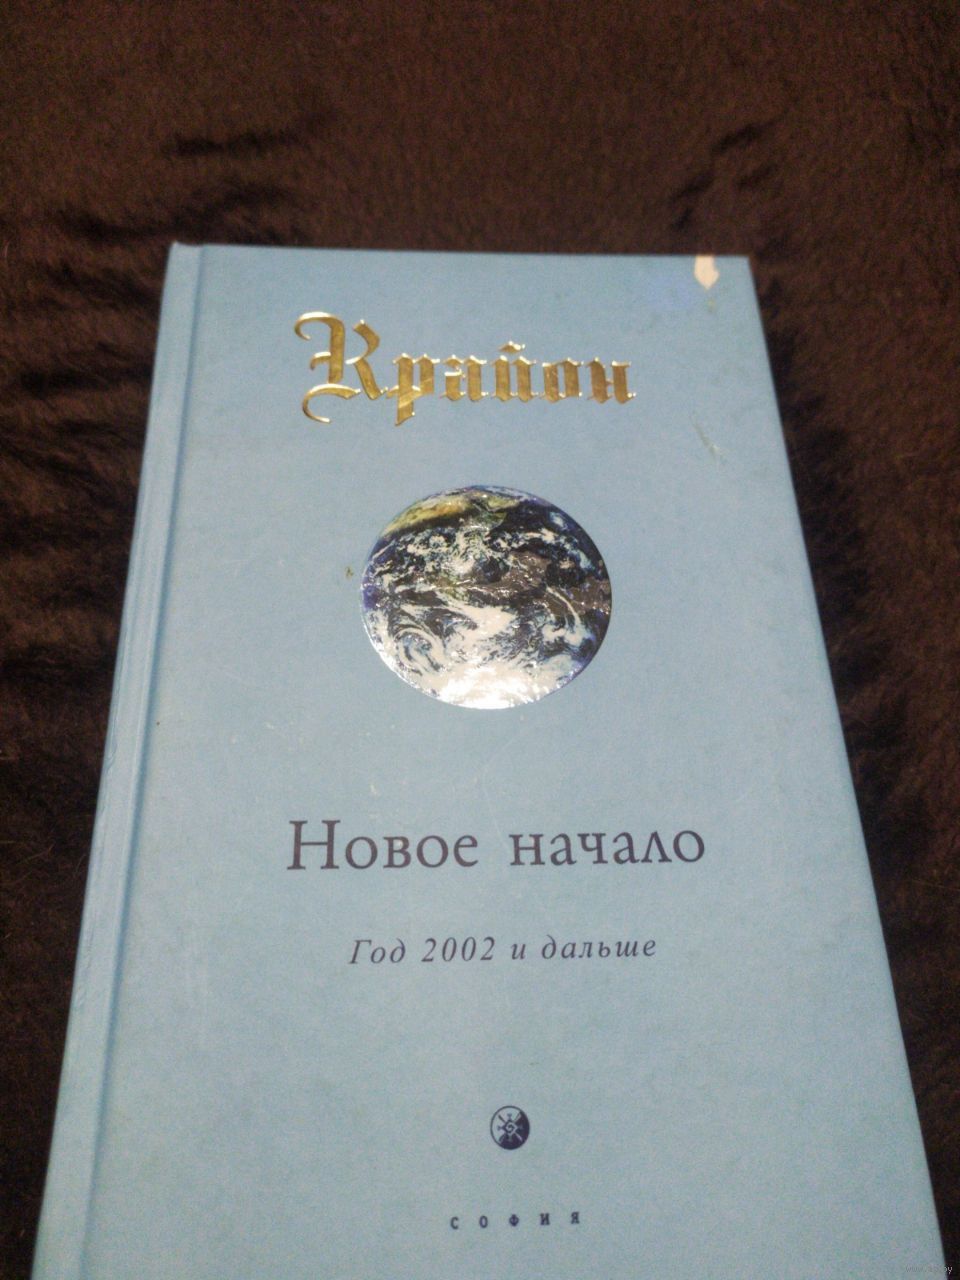 Крайон
Новое начало
Год 2002 и дальше
СОФИЯ